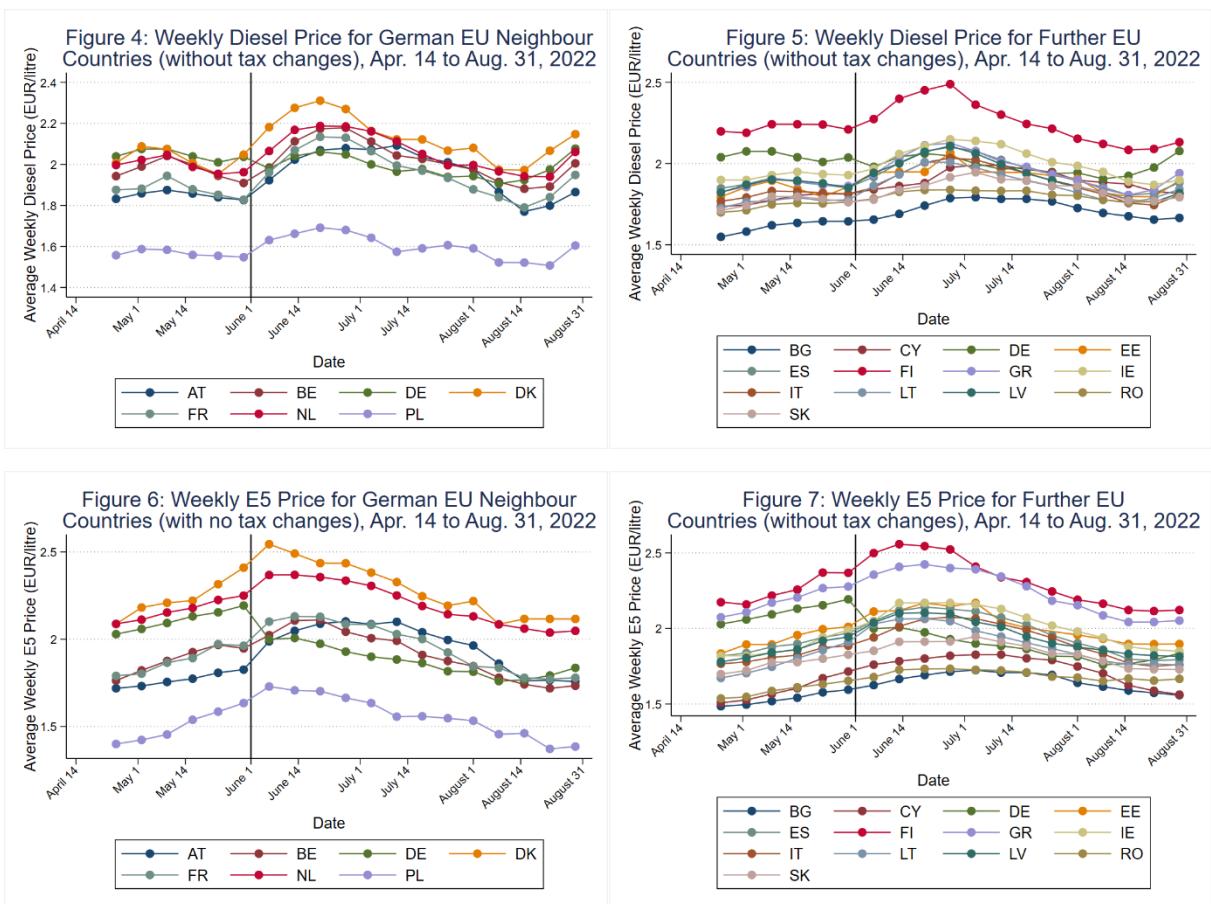 Figure 4: Weekly Diesel Price for German EU Neighbour
Countries (without tax changes), Apr. 14 to Aug. 31, 2022
Average Weekly Diesel Price (EUR/litre)
2.4
2.2
2.0
1.8
1.6
1.4
April 14
May 1
May 14
June 1
June 14
July 1
July 14
August 1
August 14
August 31
Date
AT BE DE DK
FR NL PL
Figure 5: Weekly Diesel Price for Further EU
Countries (without tax changes), Apr. 14 to Aug. 31, 2022
Average Weekly Diesel Price (EUR/litre)
2.5
2
1.5
April 14
May 1
May 14
June 1
June 14
July 1
July 14
August 1
August 14
August 31
Date
BG CY DE EE
ES FI GR IE
IT LT LV RO
SK
Figure 6: Weekly E5 Price for German EU Neighbour
Countries (with no tax changes), Apr. 14 to Aug. 31, 2022
Average Weekly E5 Price (EUR/litre)
2.5
2
1.5
April 14
May 1
May 14
June 1
June 14
July 1
July 14
August 1
August 14
August 31
Date
AT BE DE DK
FR NL PL
Figure 7: Weekly E5 Price for Further EU
Countries (without tax changes), Apr. 14 to Aug. 31, 2022
Average Weekly E5 Price (EUR/litre)
2.5
2
1.5
April 14
May 1
May 14
June 1
June 14
July 1
July 14
August 1
August 14
August 31
Date
BG CY DE EE
ES FI GR IE
IT LT LV RO
SK